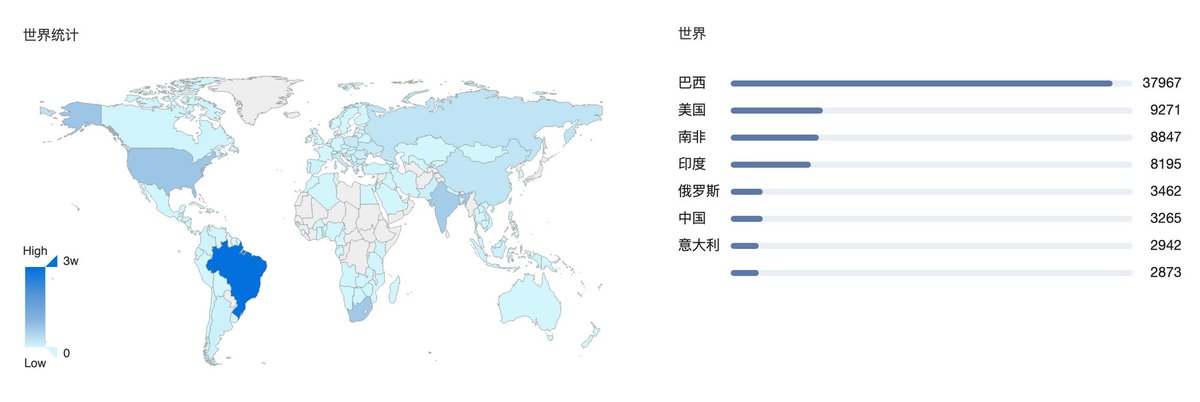 世界统计
High
3w
0
Low
世界
巴西 37967
美国 9271
南非 8847
印度 8195
俄罗斯 3462
中国 3265
意大利 2942
2873